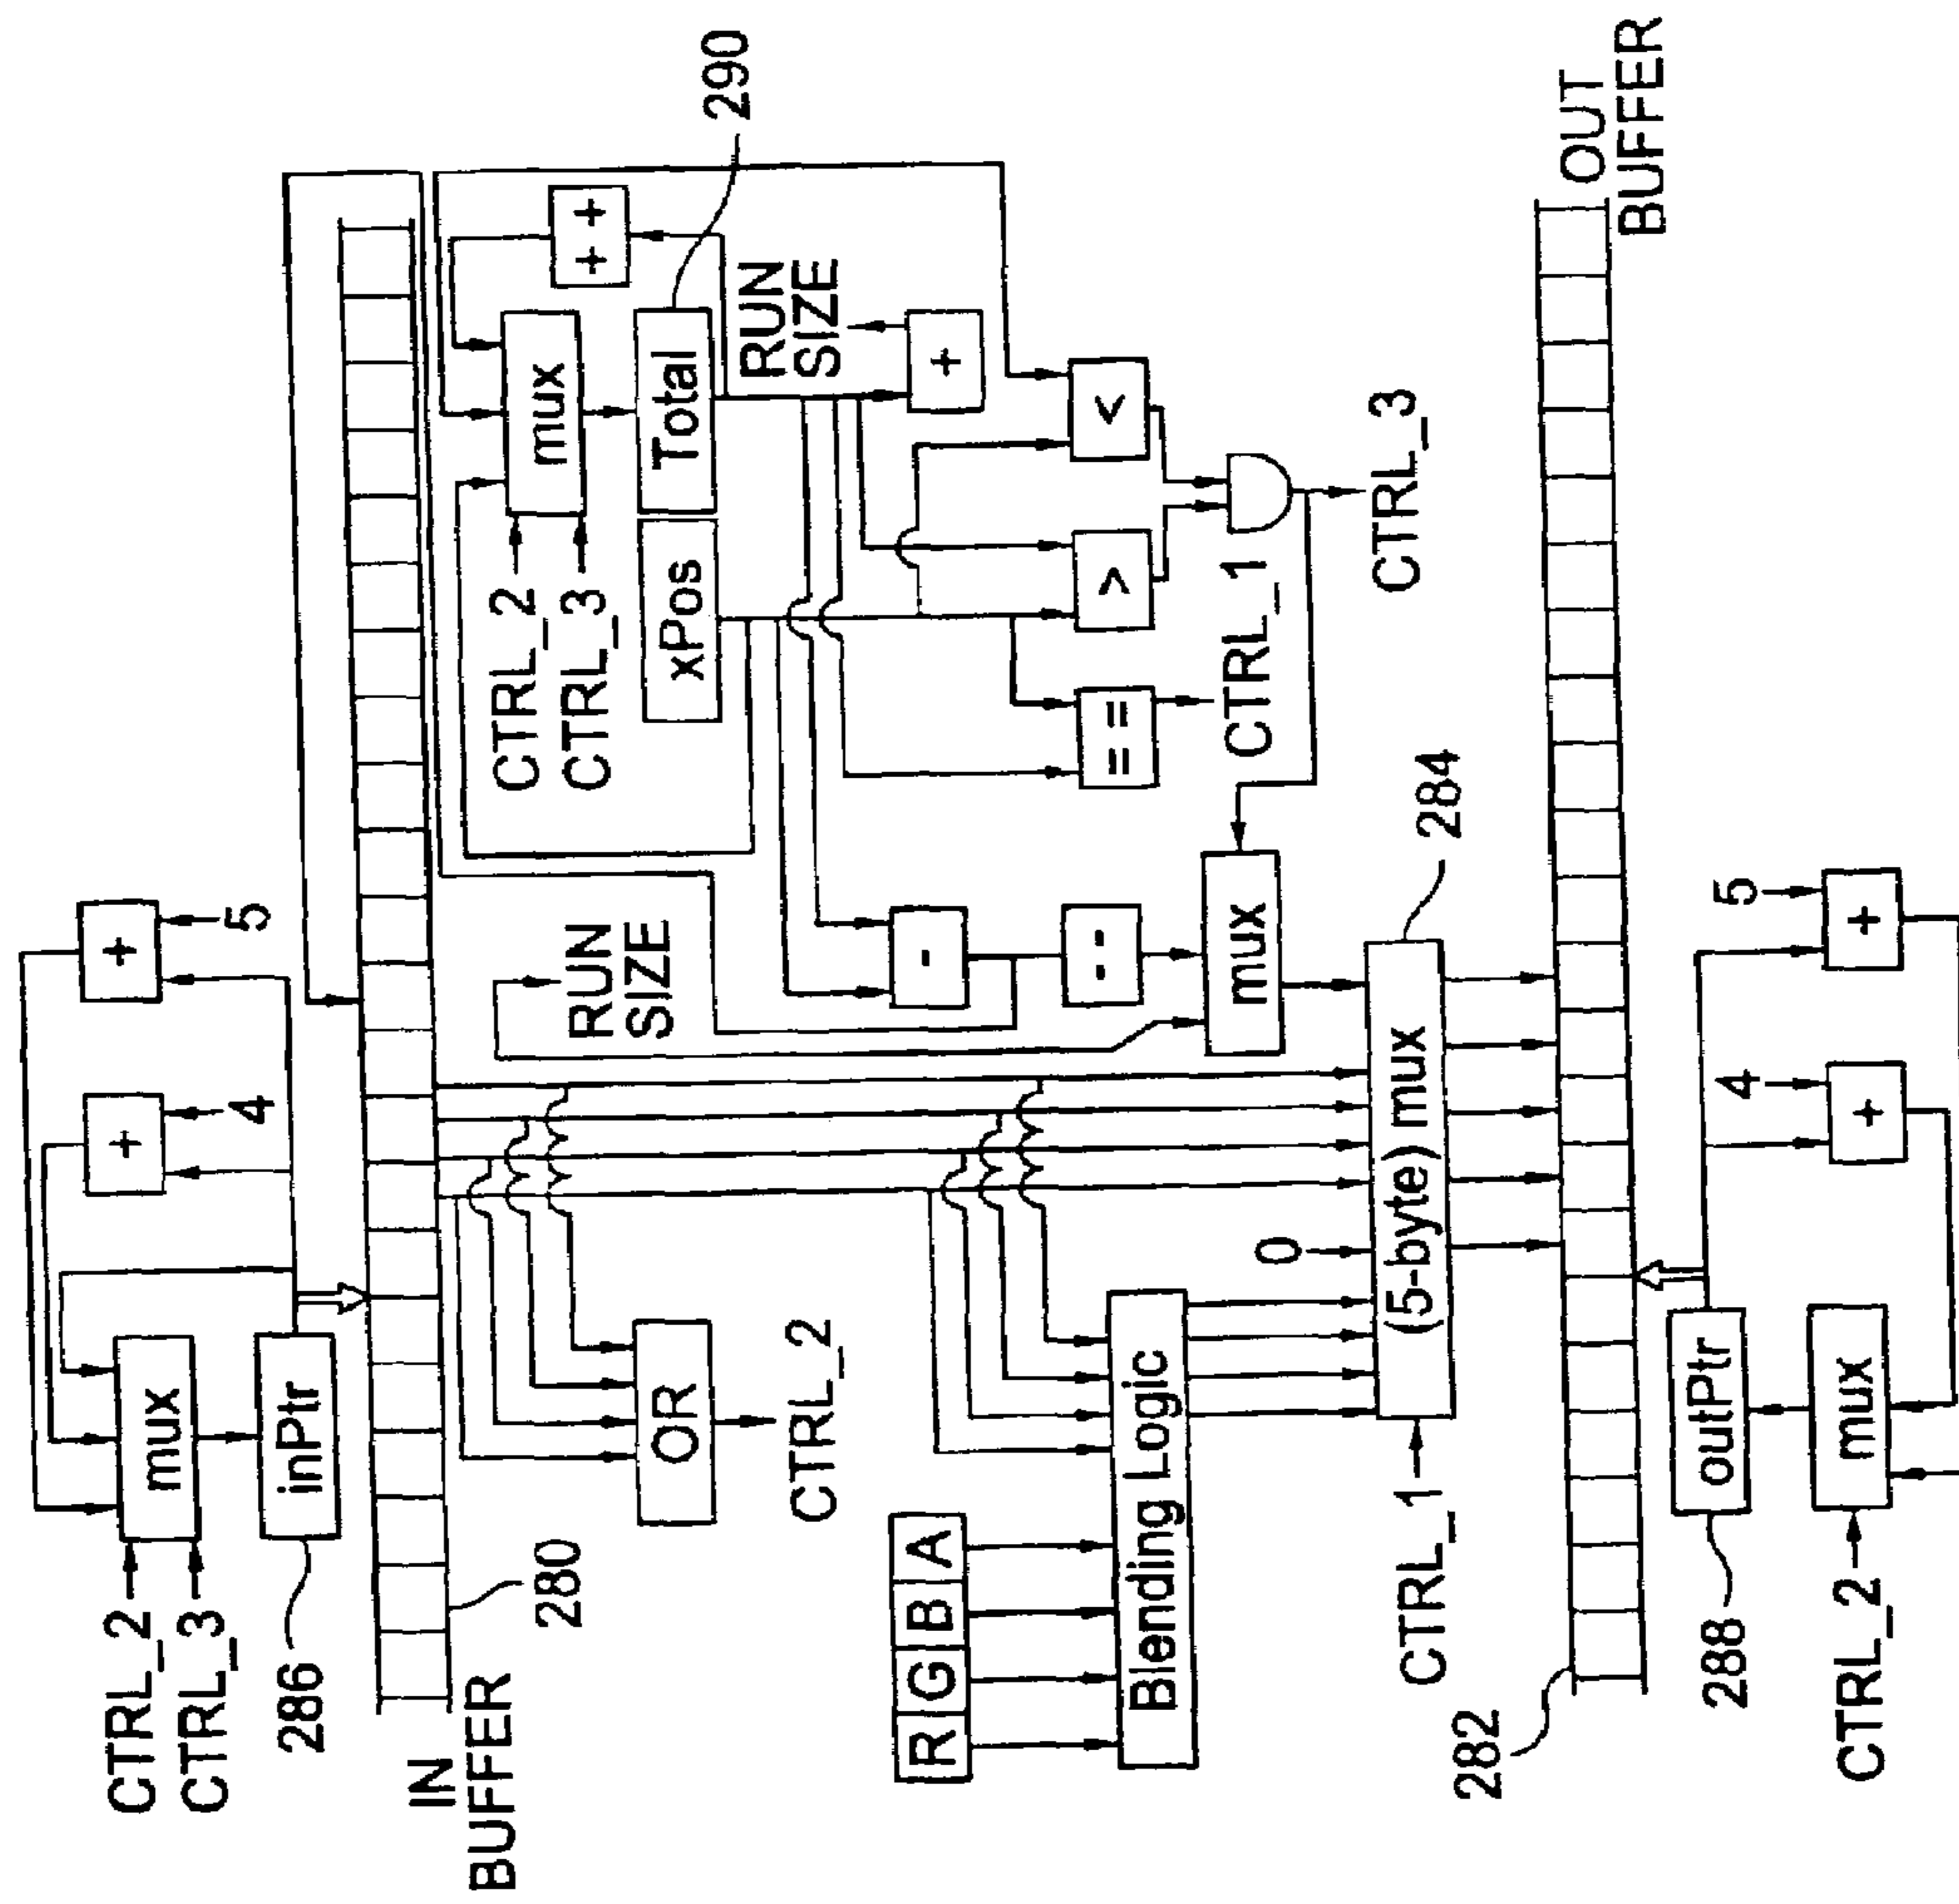 CTRL_2
CTRL_3
mux
+
4
+
5
286
inPtr
IN
BUFFER
280
OR
CTRL_2
RUN
SIZE
CTRL_2
CTRL_3
mux
+ +
xPos
Total
290
RUN
SIZE
+
R G B A
Blending Logic
0
-
--
mux
==
>
<
CTRL_1
CTRL_3
CTRL_1
(5-byte) mux
284
282
OUT
BUFFER
288
outPtr
CTRL_2
mux
4
+
5
+